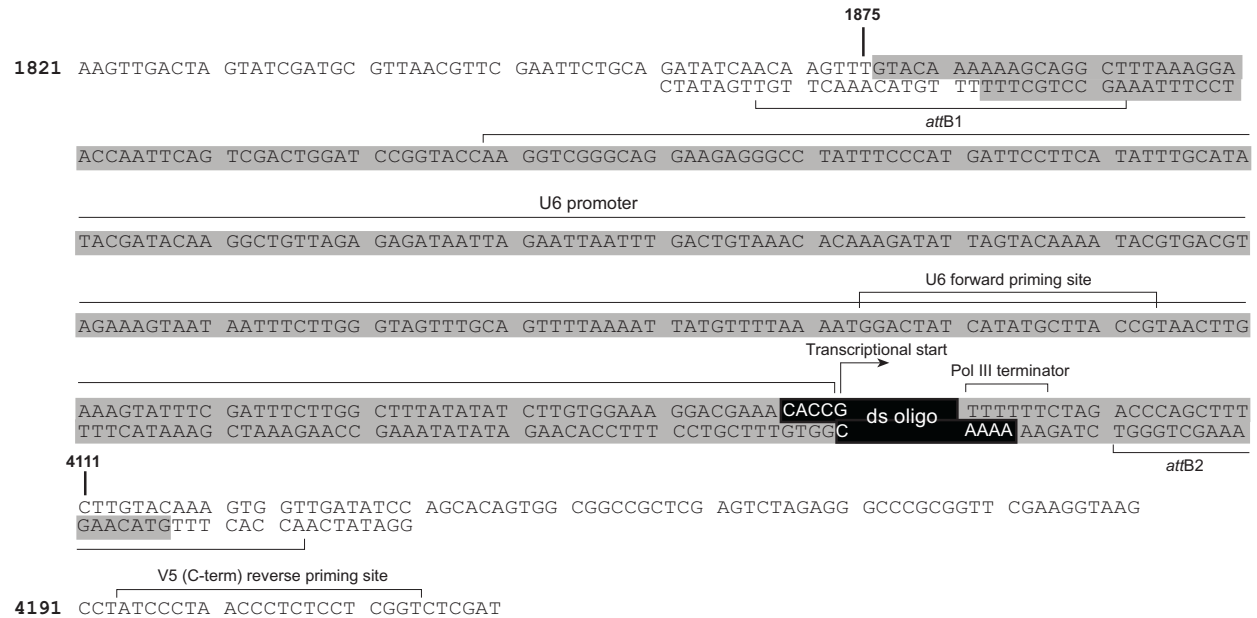 1875
1821 AAGTTGACTA GTATCGATGC GTTAACGTTC GAATTCTGCA GATATCAACA AGTTTGTACA AAAAAGCAGG CTTTAAAGGA
CTATAGTTGT TCAAACATGT TTTTTCGTCC GAAATTTCCT
attB1
ACCAATTCAG TCGACTGGAT CCGGTACCAA GGTCGGGCAG GAAGAGGGCC TATTTCCCAT GATTCCTTCA TATTTGCATA
U6 promoter
TACGATACAA GGCTGTTAGA GAGATAATTA GAATTAATTT GACTGTAAAC ACAAAGATAT TAGTACAAAA TACGTGACGT
U6 forward priming site
AGAAAGTAAT AATTTCTTGG GTAGTTTGCA GTTTTAAAAT TATGTTTTAA AATGGACTAT CATATGCTTA CCGTAACTTG
Transcriptional start
Pol III terminator
AAAGTATTTC GATTTCTTGG CTTTATATAT CTTGTGGAAA GGACGAAA CACCG ds oligo TTTTTTCTAG ACCCAGCTTT
TTTCATAAAG CTAAAGAACC GAAATATATA GAACACCTTT CCTGCTTTGTGG C AAAA AAGATC TGGGTCGAAA
attB2
4111
CTTGTACAAA GTG GTTGATATCC AGCACAGTGG CGGCCGCTCG AGTCTAGAGG GCCCGCGGTT CGAAGGTAAG
GAACATGTTT CAC CAACTATAGG
V5 (C-term) reverse priming site
4191 CCTATCCCTA ACCCTCTCCT CGGTCTCGAT